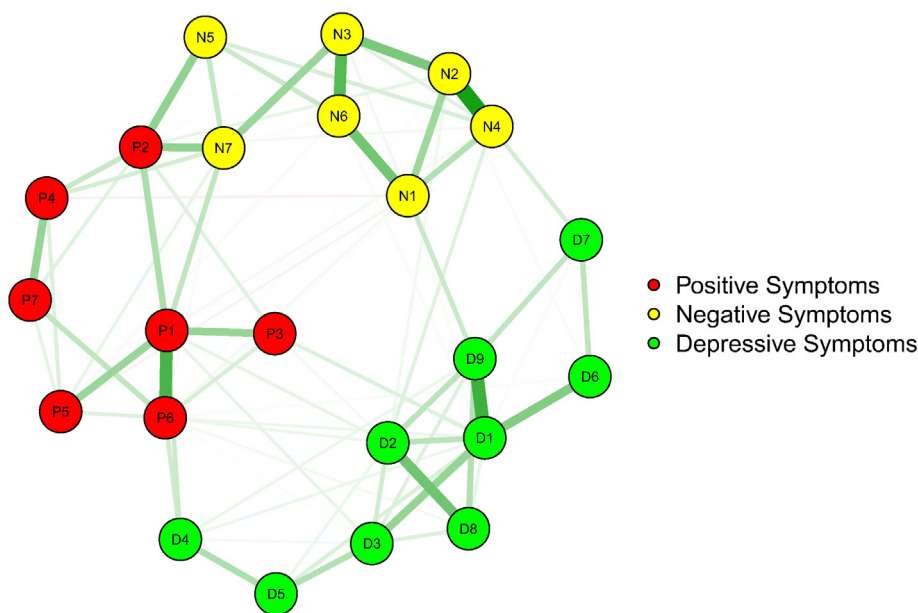 N5
N3
N2
N6
N4
P2
N7
P4
N1
D7
P7
Positive Symptoms
P1
P3
Negative Symptoms
Depressive Symptoms
D9
D6
P5
P6
D2
D1
D8
D4
D3
D5